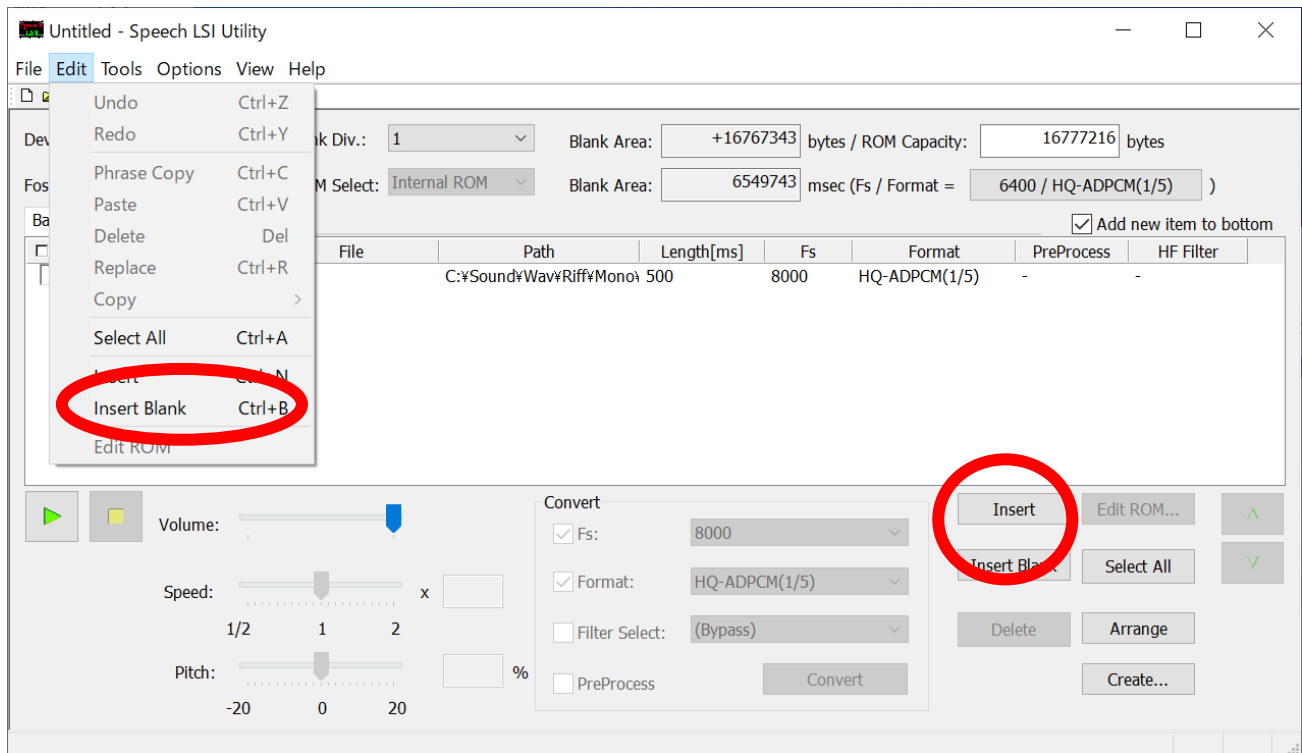 Untitled - Speech LSI Utility
File Edit Tools Options View Help
Undo Ctrl+Z
Redo Ctrl+Y
Phrase Copy Ctrl+C
Paste Ctrl+V
Delete Del
Replace Ctrl+R
Copy
Select All Ctrl+A
Insert Ctrl+N
Insert Blank Ctrl+B
Edit ROM
Dev nk Div.: 1 Blank Area: +16767343 bytes / ROM Capacity: 16777216 bytes
Fos M Select: Internal ROM Blank Area: 6549743 msec (Fs / Format = 6400 / HQ-ADPCM(1/5) )
Ba Add new item to bottom
File Path Length[ms] Fs Format PreProcess HF Filter
C:¥Sound¥Wav¥Riff¥Mono¥ 500 8000 HQ-ADPCM(1/5) - -
Volume:
Speed: x
1/2 1 2
Pitch: %
-20 0 20
Convert
Fs: 8000
Format: HQ-ADPCM(1/5)
Filter Select: (Bypass)
PreProcess Convert
Insert Edit ROM...
Insert Blank Select All
Delete Arrange
Create...